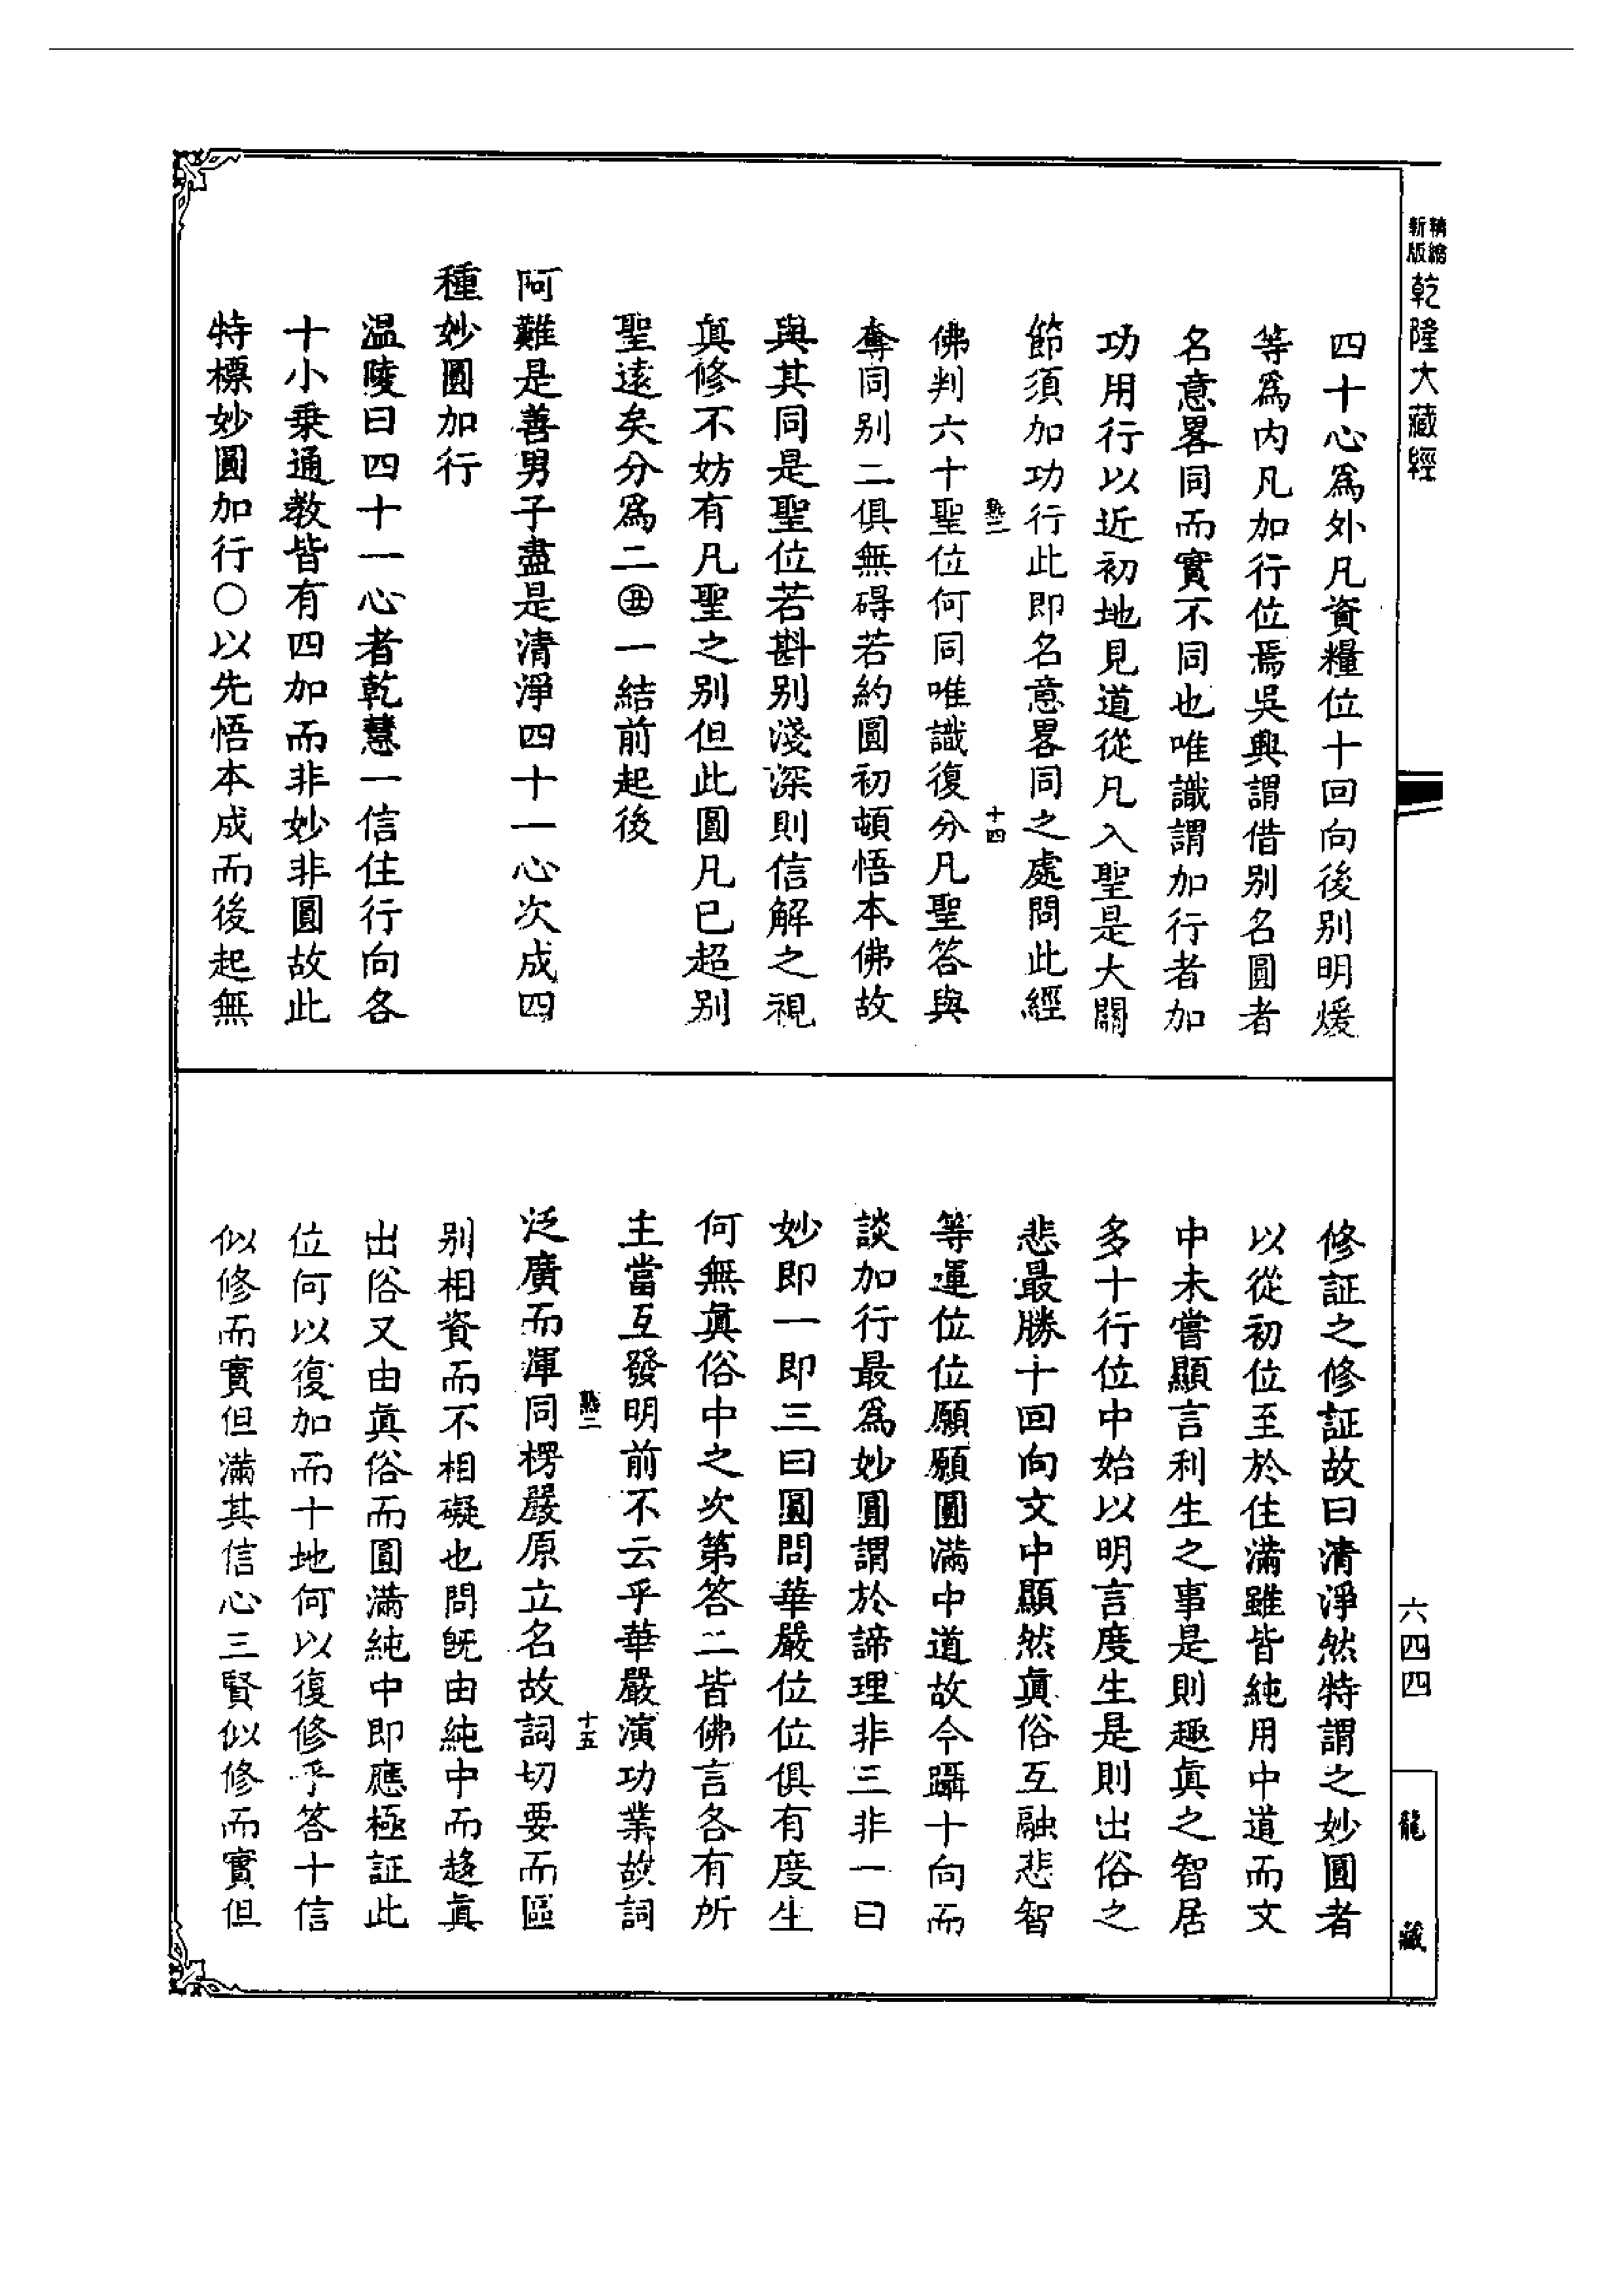 精繪
新版
乾隆大藏經
四十心爲外凡資糧位十回向後別明煖
等爲內凡加行位焉吳興謂借別名圓者
名意畧同而實不同也唯識謂加行者加
功用行以近初地見道從凡入聖是大關
節須加功行此即名意畧同之處問此經
熟二
十四
佛判六十聖位何同唯識復分凡聖答與
奪同別二俱無碍若約圓初頓悟本佛故
與其同是聖位若斟別淺深則信解之視
眞修不妨有凡聖之別但此圓凡已超別
聖遠矣分爲二㊄一結前起後
阿難是善男子盡是清淨四十一心次成四
種妙圓加行
温陵曰四十一心者乾慧一信住行向各
十小乗通教皆有四加而非妙非圓故此
特標妙圓加行○以先悟本成而後起無
修証之修証故曰清淨然特謂之妙圓者
以從初位至於住滿雖皆純用中道而文
中未嘗顯言利生之事是則趣眞之智居
多十行位中始以明言度生是則出俗之
悲最勝十回向文中顯然眞俗互融悲智
等運位位願願圓滿中道故今躡十向而
談加行最爲妙圓謂於諦理非三非一曰
妙即一即三曰圓問華嚴位位俱有度生
何無眞俗中之次第答二皆佛言各有所
主當互發明前不云乎華嚴演功業故詞
熟二
十五
泛廣而渾同楞嚴原立名故詞切要而區
別相資而不相礙也問旣由純中而趍眞
出俗又由眞俗而圓滿純中即應極証此
位何以復加而十地何以復修乎答十信
似修而實但滿其信心三賢似修而實但
六四四
龍藏